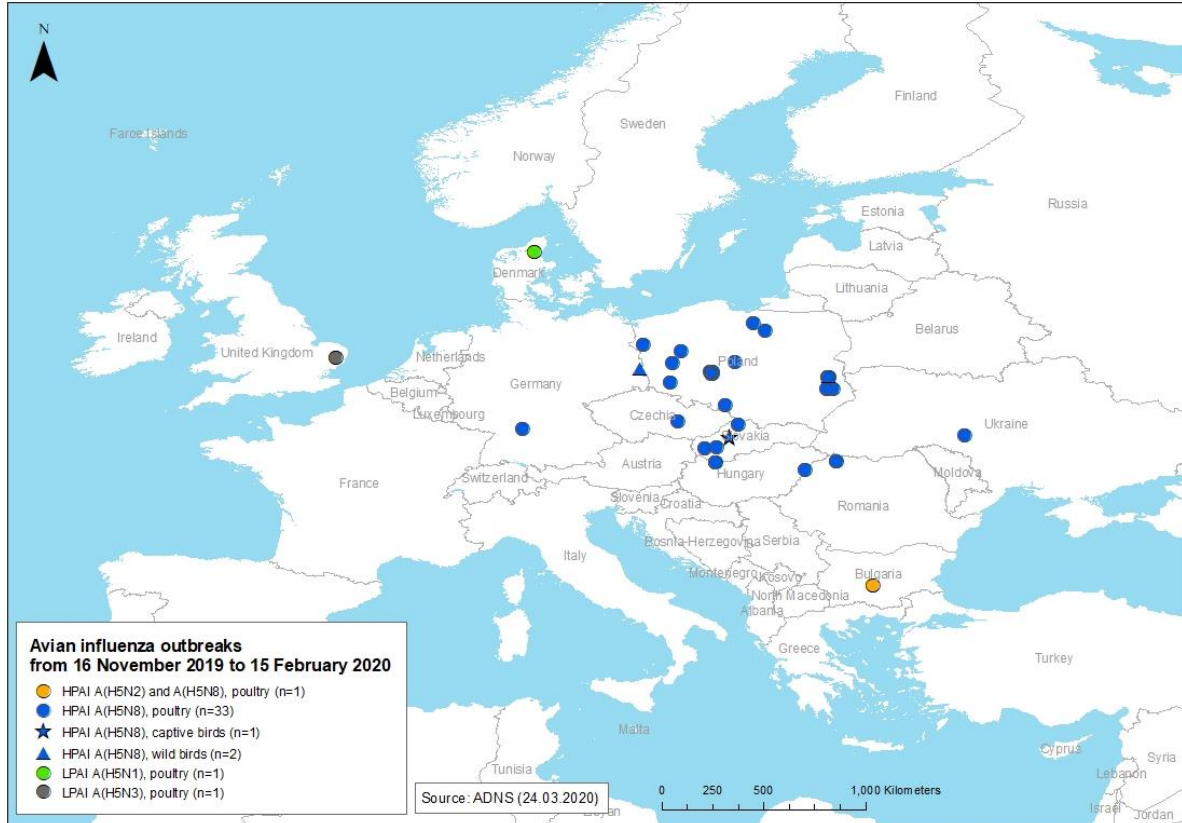 N
Finland
Faroe Islands
Sweden
Norway
Russia
Estonia
Latvia
Denmark
Lithuania
Ireland
United Kingdom
Belarus
Netherlands
Poland
Germany
Belgium
Luxembourg
Czechia
Ukraine
Slovakia
Austria
Moldova
France
Switzerland
Hungary
Slovenia
Croatia
Romania
Bosnia-Herzegovina
Serbia
Italy
Montenegro
Kosovo*
Bulgaria
North Macedonia
Albania
Greece
Turkey
Malta
Cyprus
Syria
Lebanon
Tunisia
Israel
Jordan
Avian influenza outbreaks
from 16 November 2019 to 15 February 2020
HPAI A(H5N2) and A(H5N8), poultry (n=1)
HPAI A(H5N8), poultry (n=33)
HPAI A(H5N8), captive birds (n=1)
HPAI A(H5N8), wild birds (n=2)
LPAI A(H5N1), poultry (n=1)
LPAI A(H5N3), poultry (n=1)
Source: ADNS (24.03.2020)
0 250 500 1,000 Kilometers